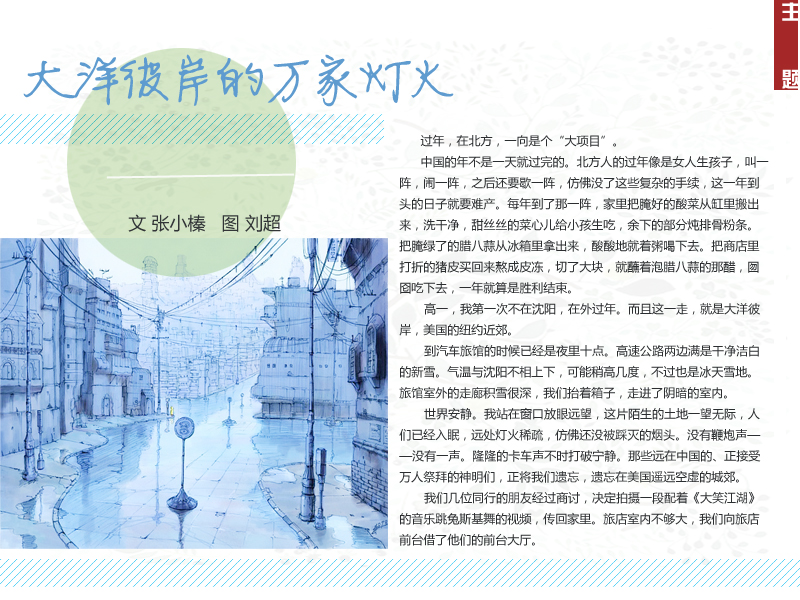 主
题
大洋彼岸的万家灯火
文 张小榛 图 刘超
过年，在北方，一向是个“大项目”。
中国的年不是一天就过完的。北方人的过年像是女人生孩子，叫一
阵，闹一阵，之后还要歇一阵，仿佛没了这些复杂的手续，这一年到
头的日子就要难产。每年到了那一阵，家里把腌好的酸菜从缸里搬出
来，洗干净，甜丝丝的菜心儿给小孩生吃，余下的部分炖排骨粉条。
把腌绿了的腊八蒜从冰箱里拿出来，酸酸地就着粥喝下去。把商店里
打折的猪皮买回来熬成皮冻，切了大块，就蘸着泡腊八蒜的那醋，囫
囵吃下去，一年就算是胜利结束。
高一，我第一次不在沈阳，在外过年。而且这一走，就是大洋彼
岸，美国的纽约近郊。
到汽车旅馆的时候已经是夜里十点。高速公路两边满是干净洁白
的新雪。气温与沈阳不相上下，可能稍高几度，不过也是冰天雪地。
旅馆室外的走廊积雪很深，我们抬着箱子，走进了阴暗的室内。
世界安静。我站在窗口放眼远望，这片陌生的土地一望无际，人
们已经入眠，远处灯火稀疏，仿佛还没被踩灭的烟头。没有鞭炮声—
—没有一声。隆隆的卡车声不时打破宁静。那些远在中国的、正接受
万人祭拜的神明们，正将我们遗忘，遗忘在美国遥远空虚的城郊。
我们几位同行的朋友经过商讨，决定拍摄一段配着《大笑江湖》
的音乐跳兔斯基舞的视频，传回家里。旅店室内不够大，我们向旅店
前台借了他们的前台大厅。